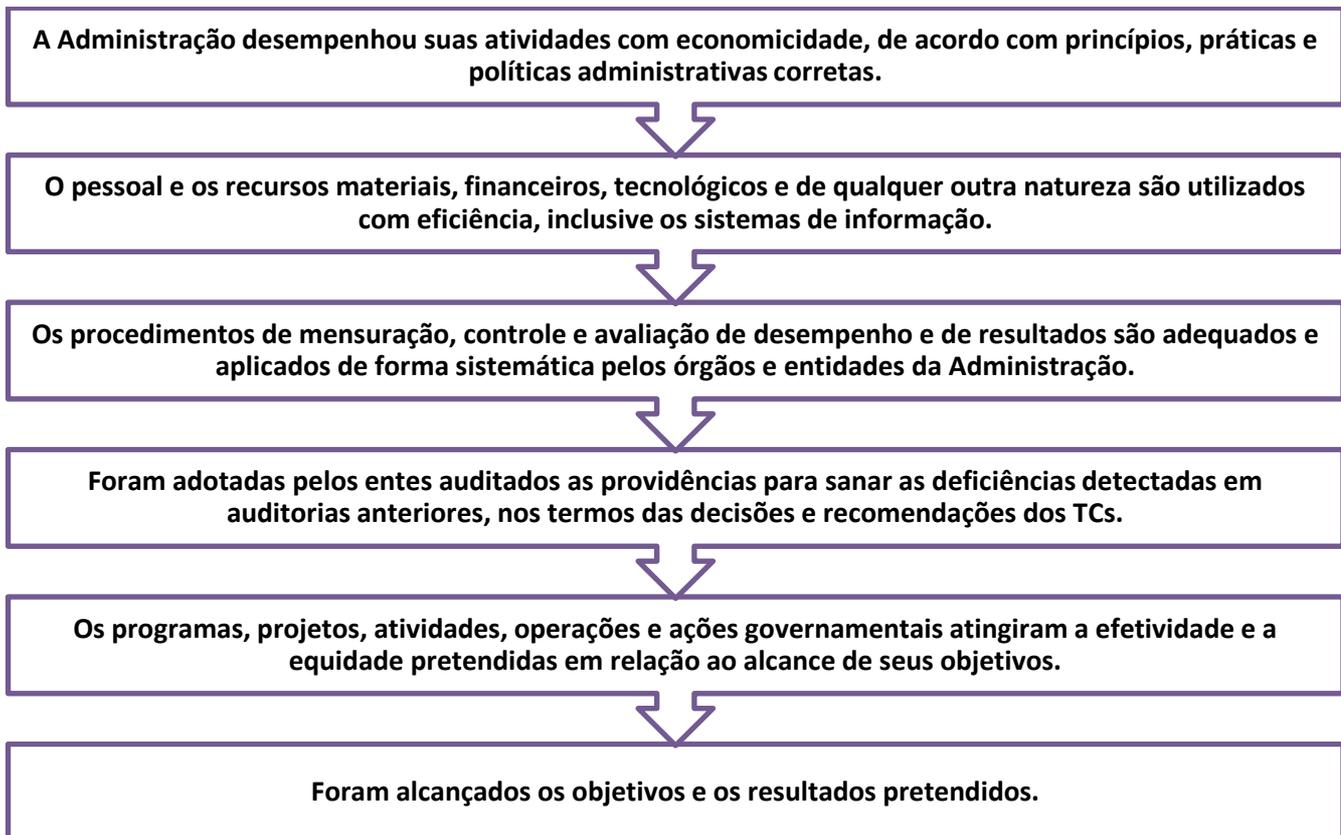 A Administração desempenhou suas atividades com economicidade, de acordo com princípios, práticas e
políticas administrativas corretas.
O pessoal e os recursos materiais, financeiros, tecnológicos e de qualquer outra natureza são utilizados
com eficiência, inclusive os sistemas de informação.
Os procedimentos de mensuração, controle e avaliação de desempenho e de resultados são adequados e
aplicados de forma sistemática pelos órgãos e entidades da Administração.
Foram adotadas pelos entes auditados as providências para sanar as deficiências detectadas em
auditorias anteriores, nos termos das decisões e recomendações dos TCs.
Os programas, projetos, atividades, operações e ações governamentais atingiram a efetividade e a
equidade pretendidas em relação ao alcance de seus objetivos.
Foram alcançados os objetivos e os resultados pretendidos.